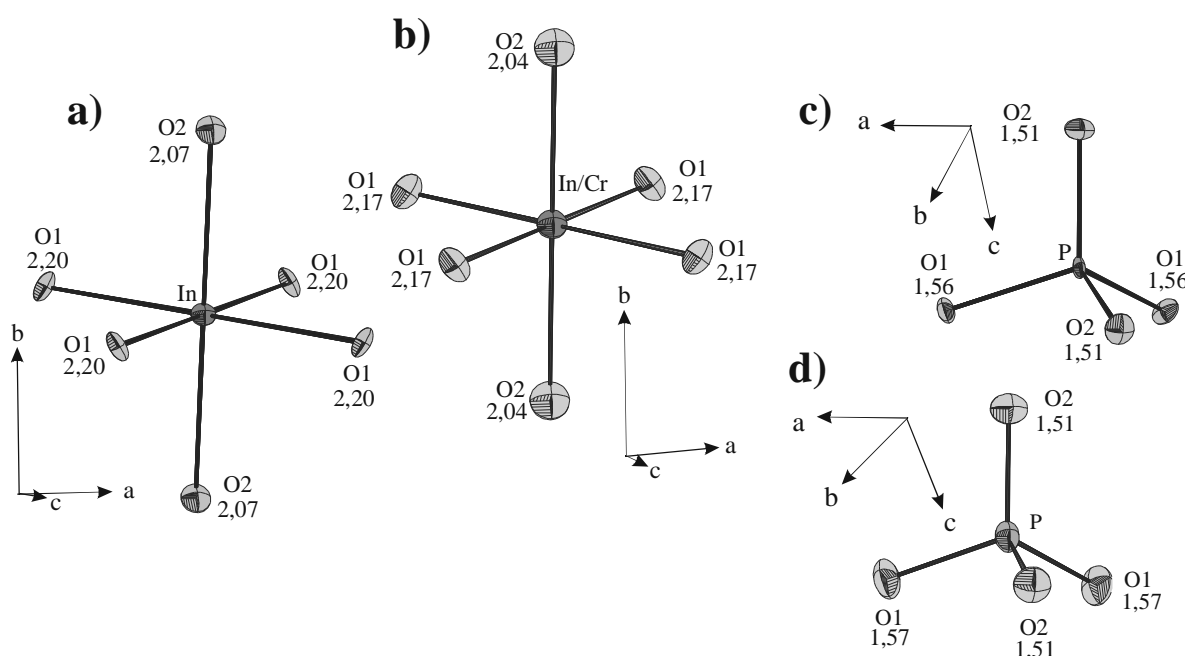 a)
O2
2,07
O1
2,20
O1
2,20
In
O1
2,20
O1
2,20
O2
2,07
b
c
a
b)
O2
2,04
O1
2,17
In/Cr
O1
2,17
O1
2,17
O1
2,17
O2
2,04
b
c
a
c)
a
b
c
O2
1,51
P
O1
1,56
O1
1,56
O2
1,51
d)
a
b
c
O2
1,51
P
O1
1,57
O2
1,51
O1
1,57